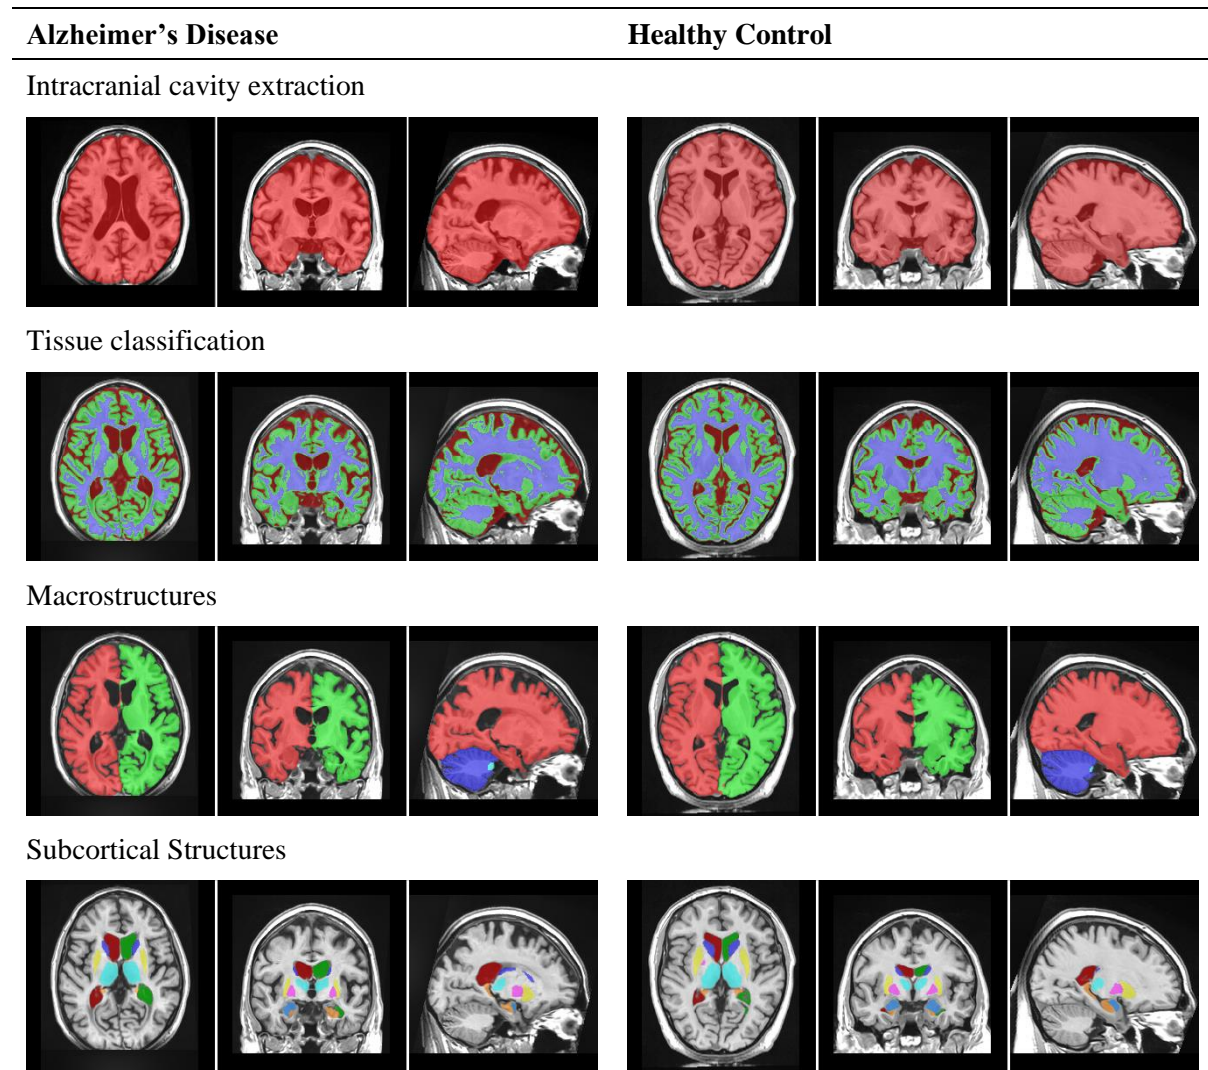 Alzheimer’s Disease Healthy Control
Intracranial cavity extraction
Tissue classification
Macrostructures
Subcortical Structures